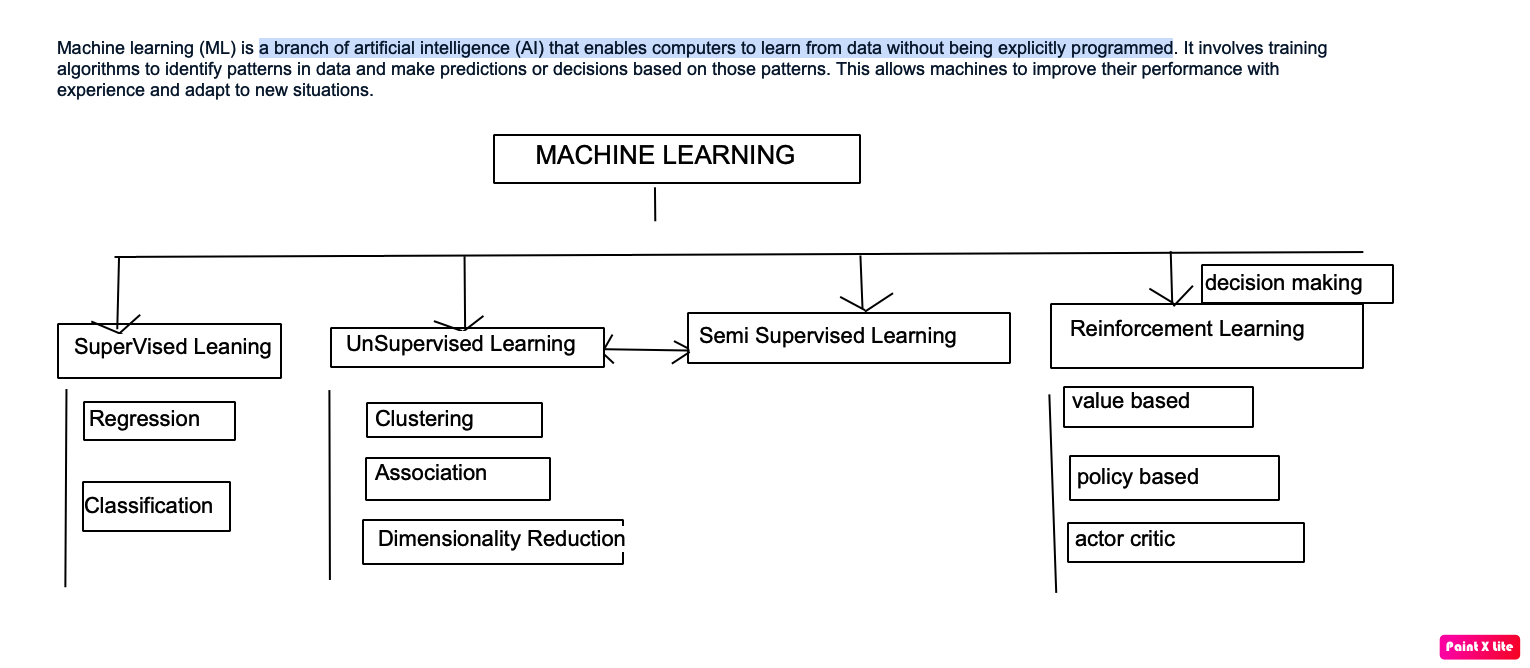 Machine learning (ML) is a branch of artificial intelligence (AI) that enables computers to learn from data without being explicitly programmed. It involves training
algorithms to identify patterns in data and make predictions or decisions based on those patterns. This allows machines to improve their performance with
experience and adapt to new situations.
MACHINE LEARNING
decision making
SuperVised Leaning
UnSupervised Learning
Semi Supervised Learning
Reinforcement Learning
Regression
Classification
Clustering
Association
Dimensionality Reduction
value based
policy based
actor critic
Paint X Lite